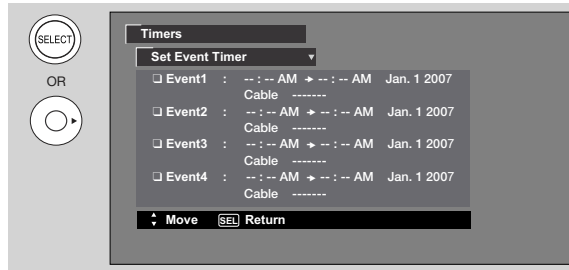 SELECT
OR
Timers
Set Event Timer ▼
❏ Event1 : -- : -- AM ➔ -- : -- AM Jan. 1 2007
Cable -------
❏ Event2 : -- : -- AM ➔ -- : -- AM Jan. 1 2007
Cable -------
❏ Event3 : -- : -- AM ➔ -- : -- AM Jan. 1 2007
Cable -------
❏ Event4 : -- : -- AM ➔ -- : -- AM Jan. 1 2007
Cable -------
Move SEL Return